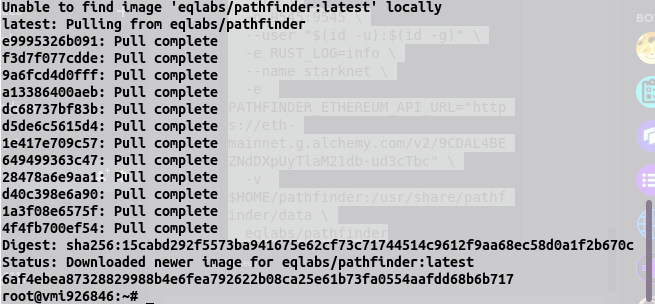 Unable to find image 'eqlabs/pathfinder:latest' locally
latest: Pulling from eqlabs/pathfinder
e9995326b091: Pull complete
f3d7f077cdde: Pull complete
9a6fcd4d0fff: Pull complete
a13386400aeb: Pull complete
dc68737bf83b: Pull complete
d5de6c5615d4: Pull complete
1e417e709c57: Pull complete
649499363c47: Pull complete
28478a6e9aa1: Pull complete
d40c398e6a90: Pull complete
1a3f08e6575f: Pull complete
4f4fb700ef54: Pull complete
Digest: sha256:15cabd292f5573ba941675e62cf73c71744514c9612f9aa68ec58d0a1f2b670c
Status: Downloaded newer image for eqlabs/pathfinder:latest
6af4ebea87328829988b4e6fea792622b08ca25e61b73fa0554aafdd68b6b717
root@vmi926846:~#
:9545 \
--user "$(id -u):$(id -g)" \
-e RUST_LOG=info \
--name starknet \
-e
PATHFINDER_ETHEREUM_API_URL="http
s://eth-
mainnet.g.alchemy.com/v2/9CDAL4BE
ZNdDXpUyTlaM21db-ud3cTbc" \
-v
$HOME/pathfinder:/usr/share/pathf
inder/data \
eqlabs/pathfinder
BO